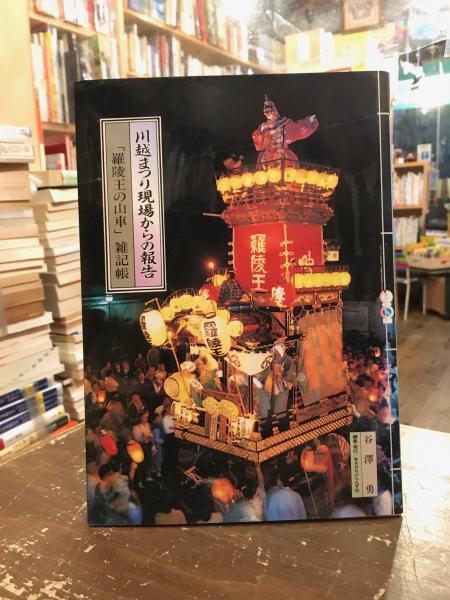 川越まつり現場からの報告
「羅陵王の山車」雑記帳
羅陵王
羅陵王
谷澤勇